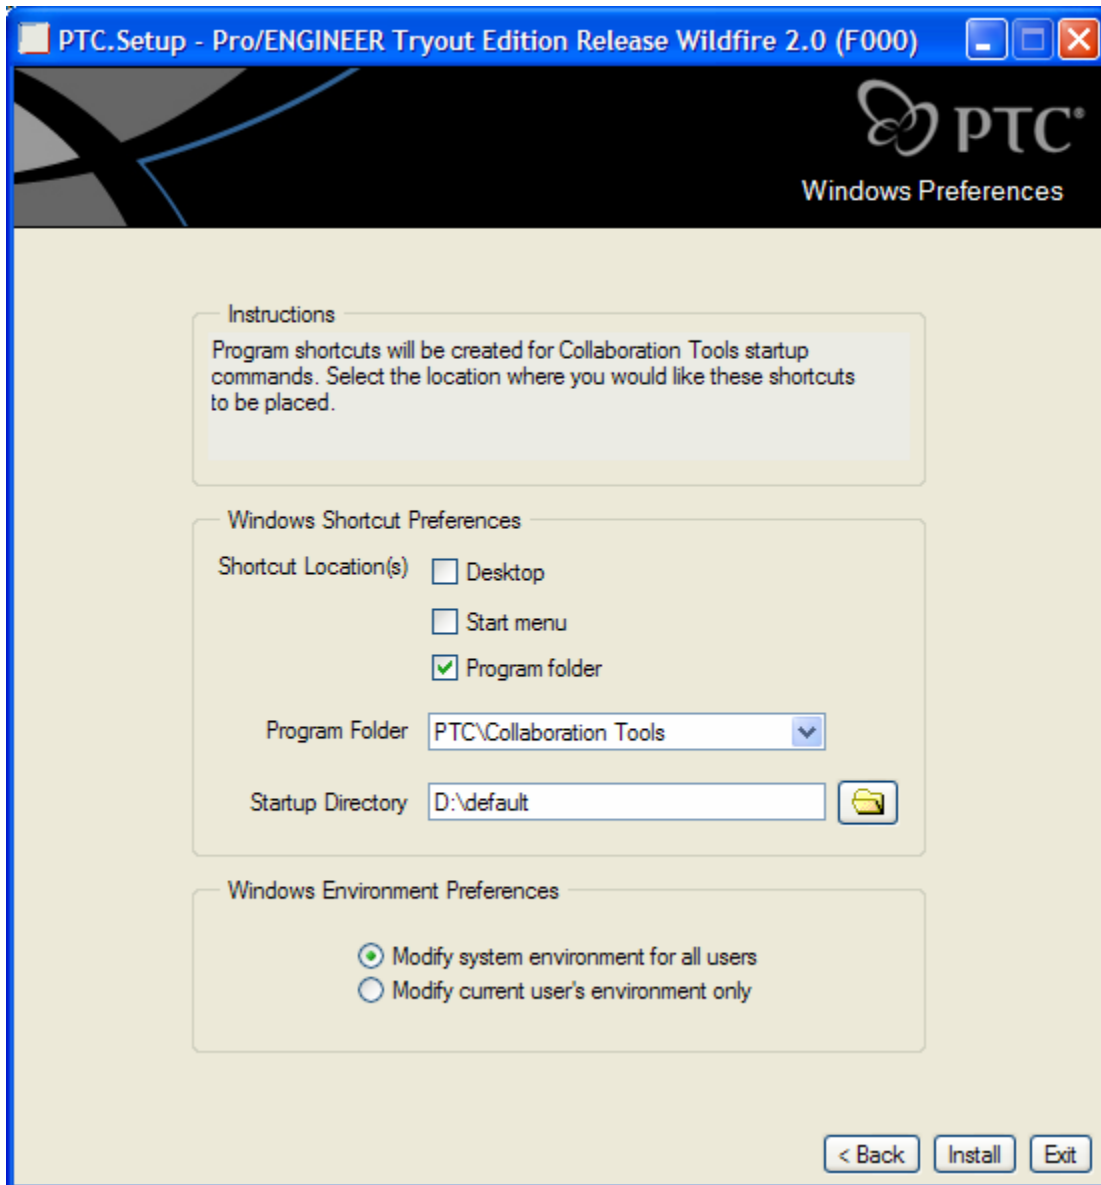 PTC.Setup - Pro/ENGINEER Tryout Edition Release Wildfire 2.0 (F000)
PTC®
Windows Preferences
Instructions
Program shortcuts will be created for Collaboration Tools startup
commands. Select the location where you would like these shortcuts
to be placed.
Windows Shortcut Preferences
Shortcut Location(s)
Desktop
Start menu
Program folder
Program Folder
PTC\Collaboration Tools
Startup Directory
D:\default
Windows Environment Preferences
Modify system environment for all users
Modify current user's environment only
< Back
Install
Exit